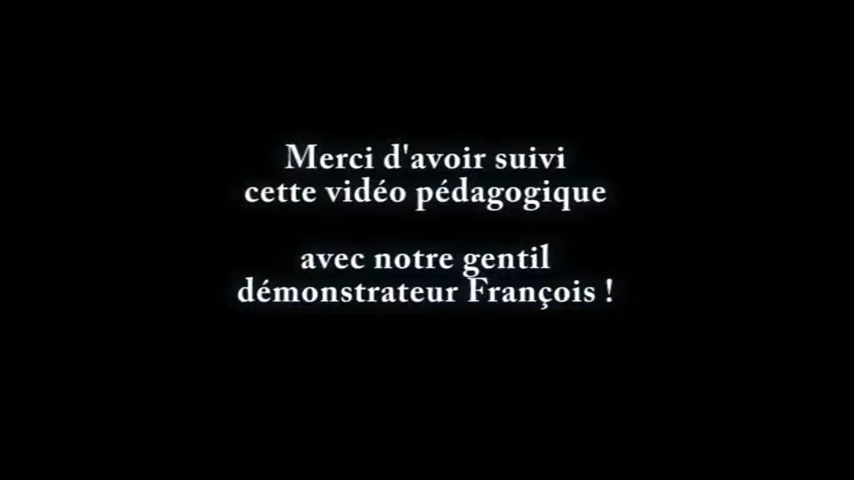 Merci d'avoir suivi
cette vidéo pédagogique
avec notre gentil
démonstrateur François !